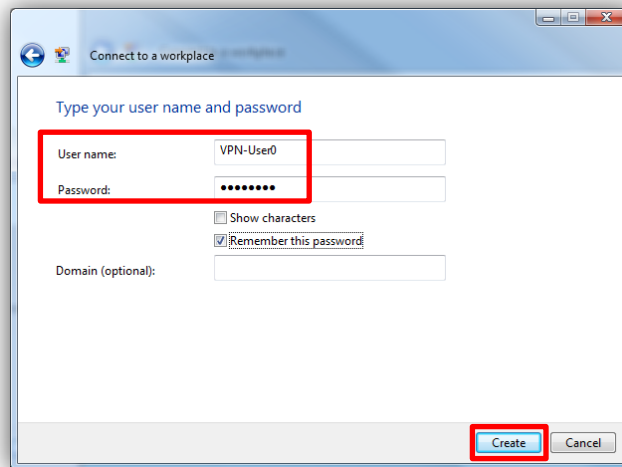 Connect to a workplace
Type your user name and password
User name: VPN-User0
Password: ••••••••
Show characters
Remember this password
Domain (optional):
Create Cancel